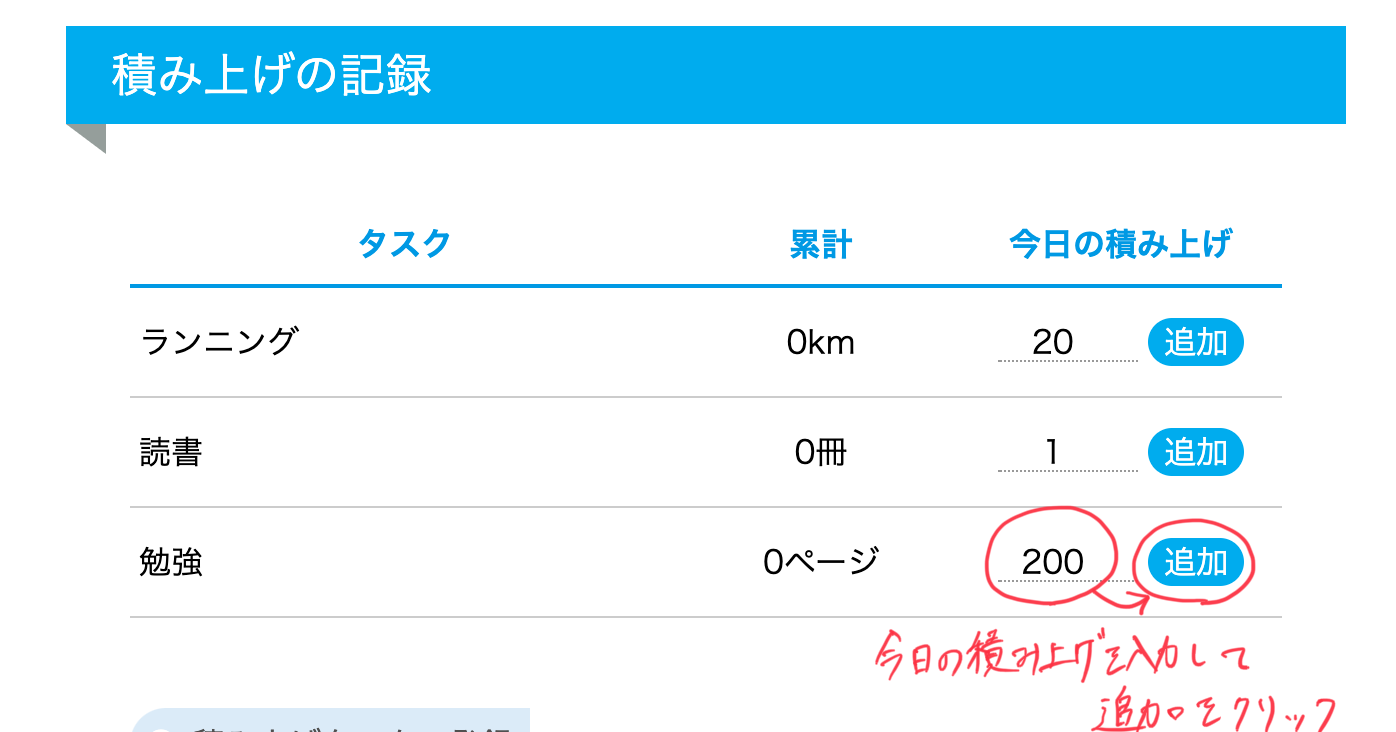 積み上げの記録
タスク 累計 今日の積み上げ
ランニング 0km 20 追加
読書 0冊 1 追加
勉強 0ページ 200 追加
今日の積み上げを入力して
追加をクリック